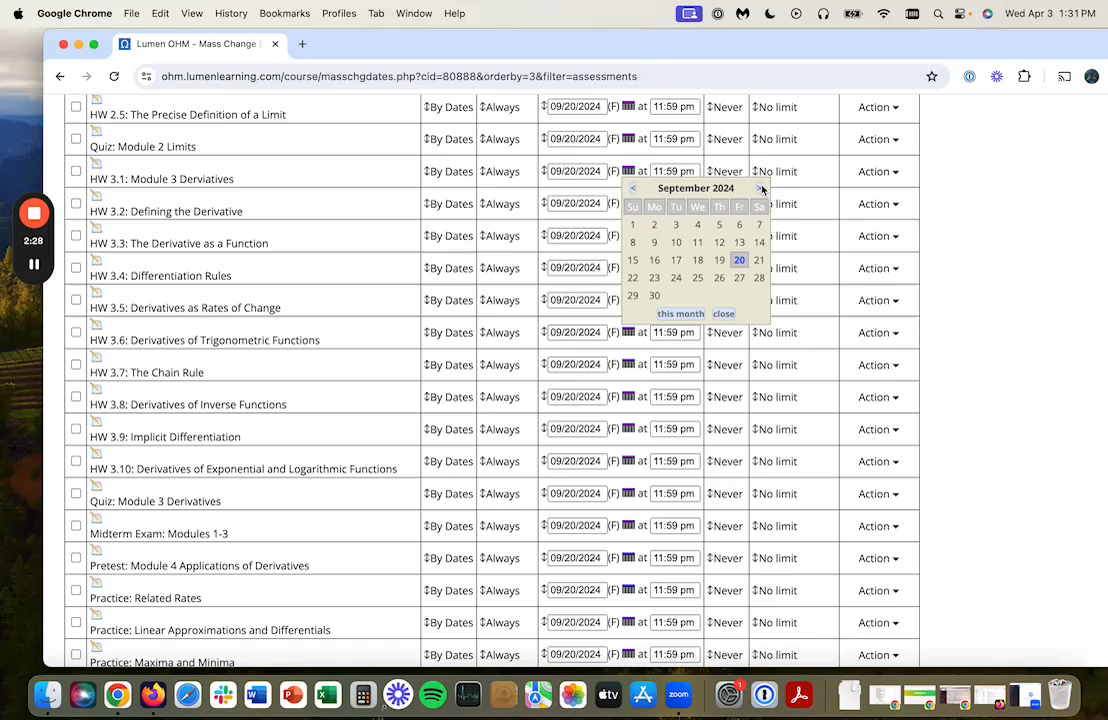 Google Chrome File Edit View History Bookmarks Profiles Tab Window Help Wed Apr 3 1:31 PM
Lumen OHM - Mass Change
ohm.lumenlearning.com/course/masschgdates.php?cid=80888&orderby=3&filter=assessments
HW 2.5: The Precise Definition of a Limit By Dates Always 09/20/2024 (F) at 11:59 pm Never No limit Action
Quiz: Module 2 Limits By Dates Always 09/20/2024 (F) at 11:59 pm Never No limit Action
HW 3.1: Module 3 Derviatives By Dates Always 09/20/2024 (F) at 11:59 pm Never No limit Action
HW 3.2: Defining the Derivative By Dates Always 09/20/2024 (F) limit Action
HW 3.3: The Derivative as a Function By Dates Always 09/20/2024 (F) limit Action
HW 3.4: Differentiation Rules By Dates Always 09/20/2024 (F) limit Action
HW 3.5: Derivatives as Rates of Change By Dates Always 09/20/2024 (F) limit Action
HW 3.6: Derivatives of Trigonometric Functions By Dates Always 09/20/2024 (F) at 11:59 pm Never No limit Action
HW 3.7: The Chain Rule By Dates Always 09/20/2024 (F) at 11:59 pm Never No limit Action
HW 3.8: Derivatives of Inverse Functions By Dates Always 09/20/2024 (F) at 11:59 pm Never No limit Action
HW 3.9: Implicit Differentiation By Dates Always 09/20/2024 (F) at 11:59 pm Never No limit Action
HW 3.10: Derivatives of Exponential and Logarithmic Functions By Dates Always 09/20/2024 (F) at 11:59 pm Never No limit Action
Quiz: Module 3 Derivatives By Dates Always 09/20/2024 (F) at 11:59 pm Never No limit Action
Midterm Exam: Modules 1-3 By Dates Always 09/20/2024 (F) at 11:59 pm Never No limit Action
Pretest: Module 4 Applications of Derivatives By Dates Always 09/20/2024 (F) at 11:59 pm Never No limit Action
Practice: Related Rates By Dates Always 09/20/2024 (F) at 11:59 pm Never No limit Action
Practice: Linear Approximations and Differentials By Dates Always 09/20/2024 (F) at 11:59 pm Never No limit Action
Practice: Maxima and Minima By Dates Always 09/20/2024 (F) at 11:59 pm Never No limit Action
< September 2024 >
Su Mo Tu We Th Fr Sa
1 2 3 4 5 6 7
8 9 10 11 12 13 14
15 16 17 18 19 20 21
22 23 24 25 26 27 28
29 30
this month close
2:28
tv
zoom
1